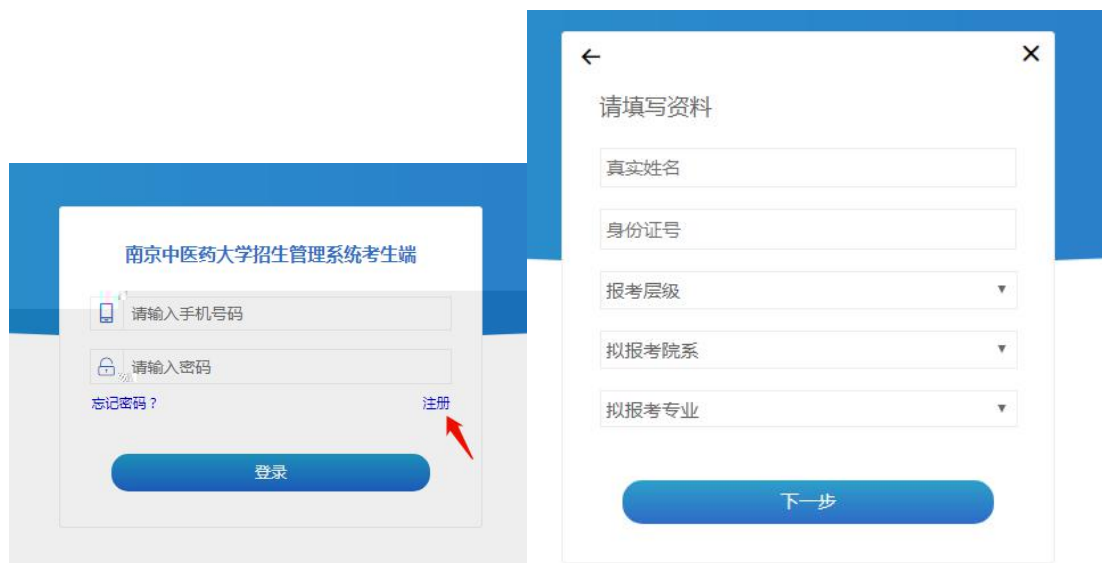 南京中医药大学招生管理系统考生端
请输入手机号码
请输入密码
忘记密码？
注册
登录
请填写资料
真实姓名
身份证号
报考层级
拟报考院系
拟报考专业
下一步